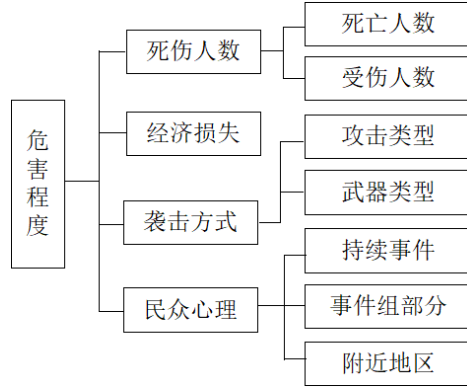 危害程度
死伤人数
死亡人数
受伤人数
经济损失
袭击方式
攻击类型
武器类型
民众心理
持续事件
事件组部分
附近地区